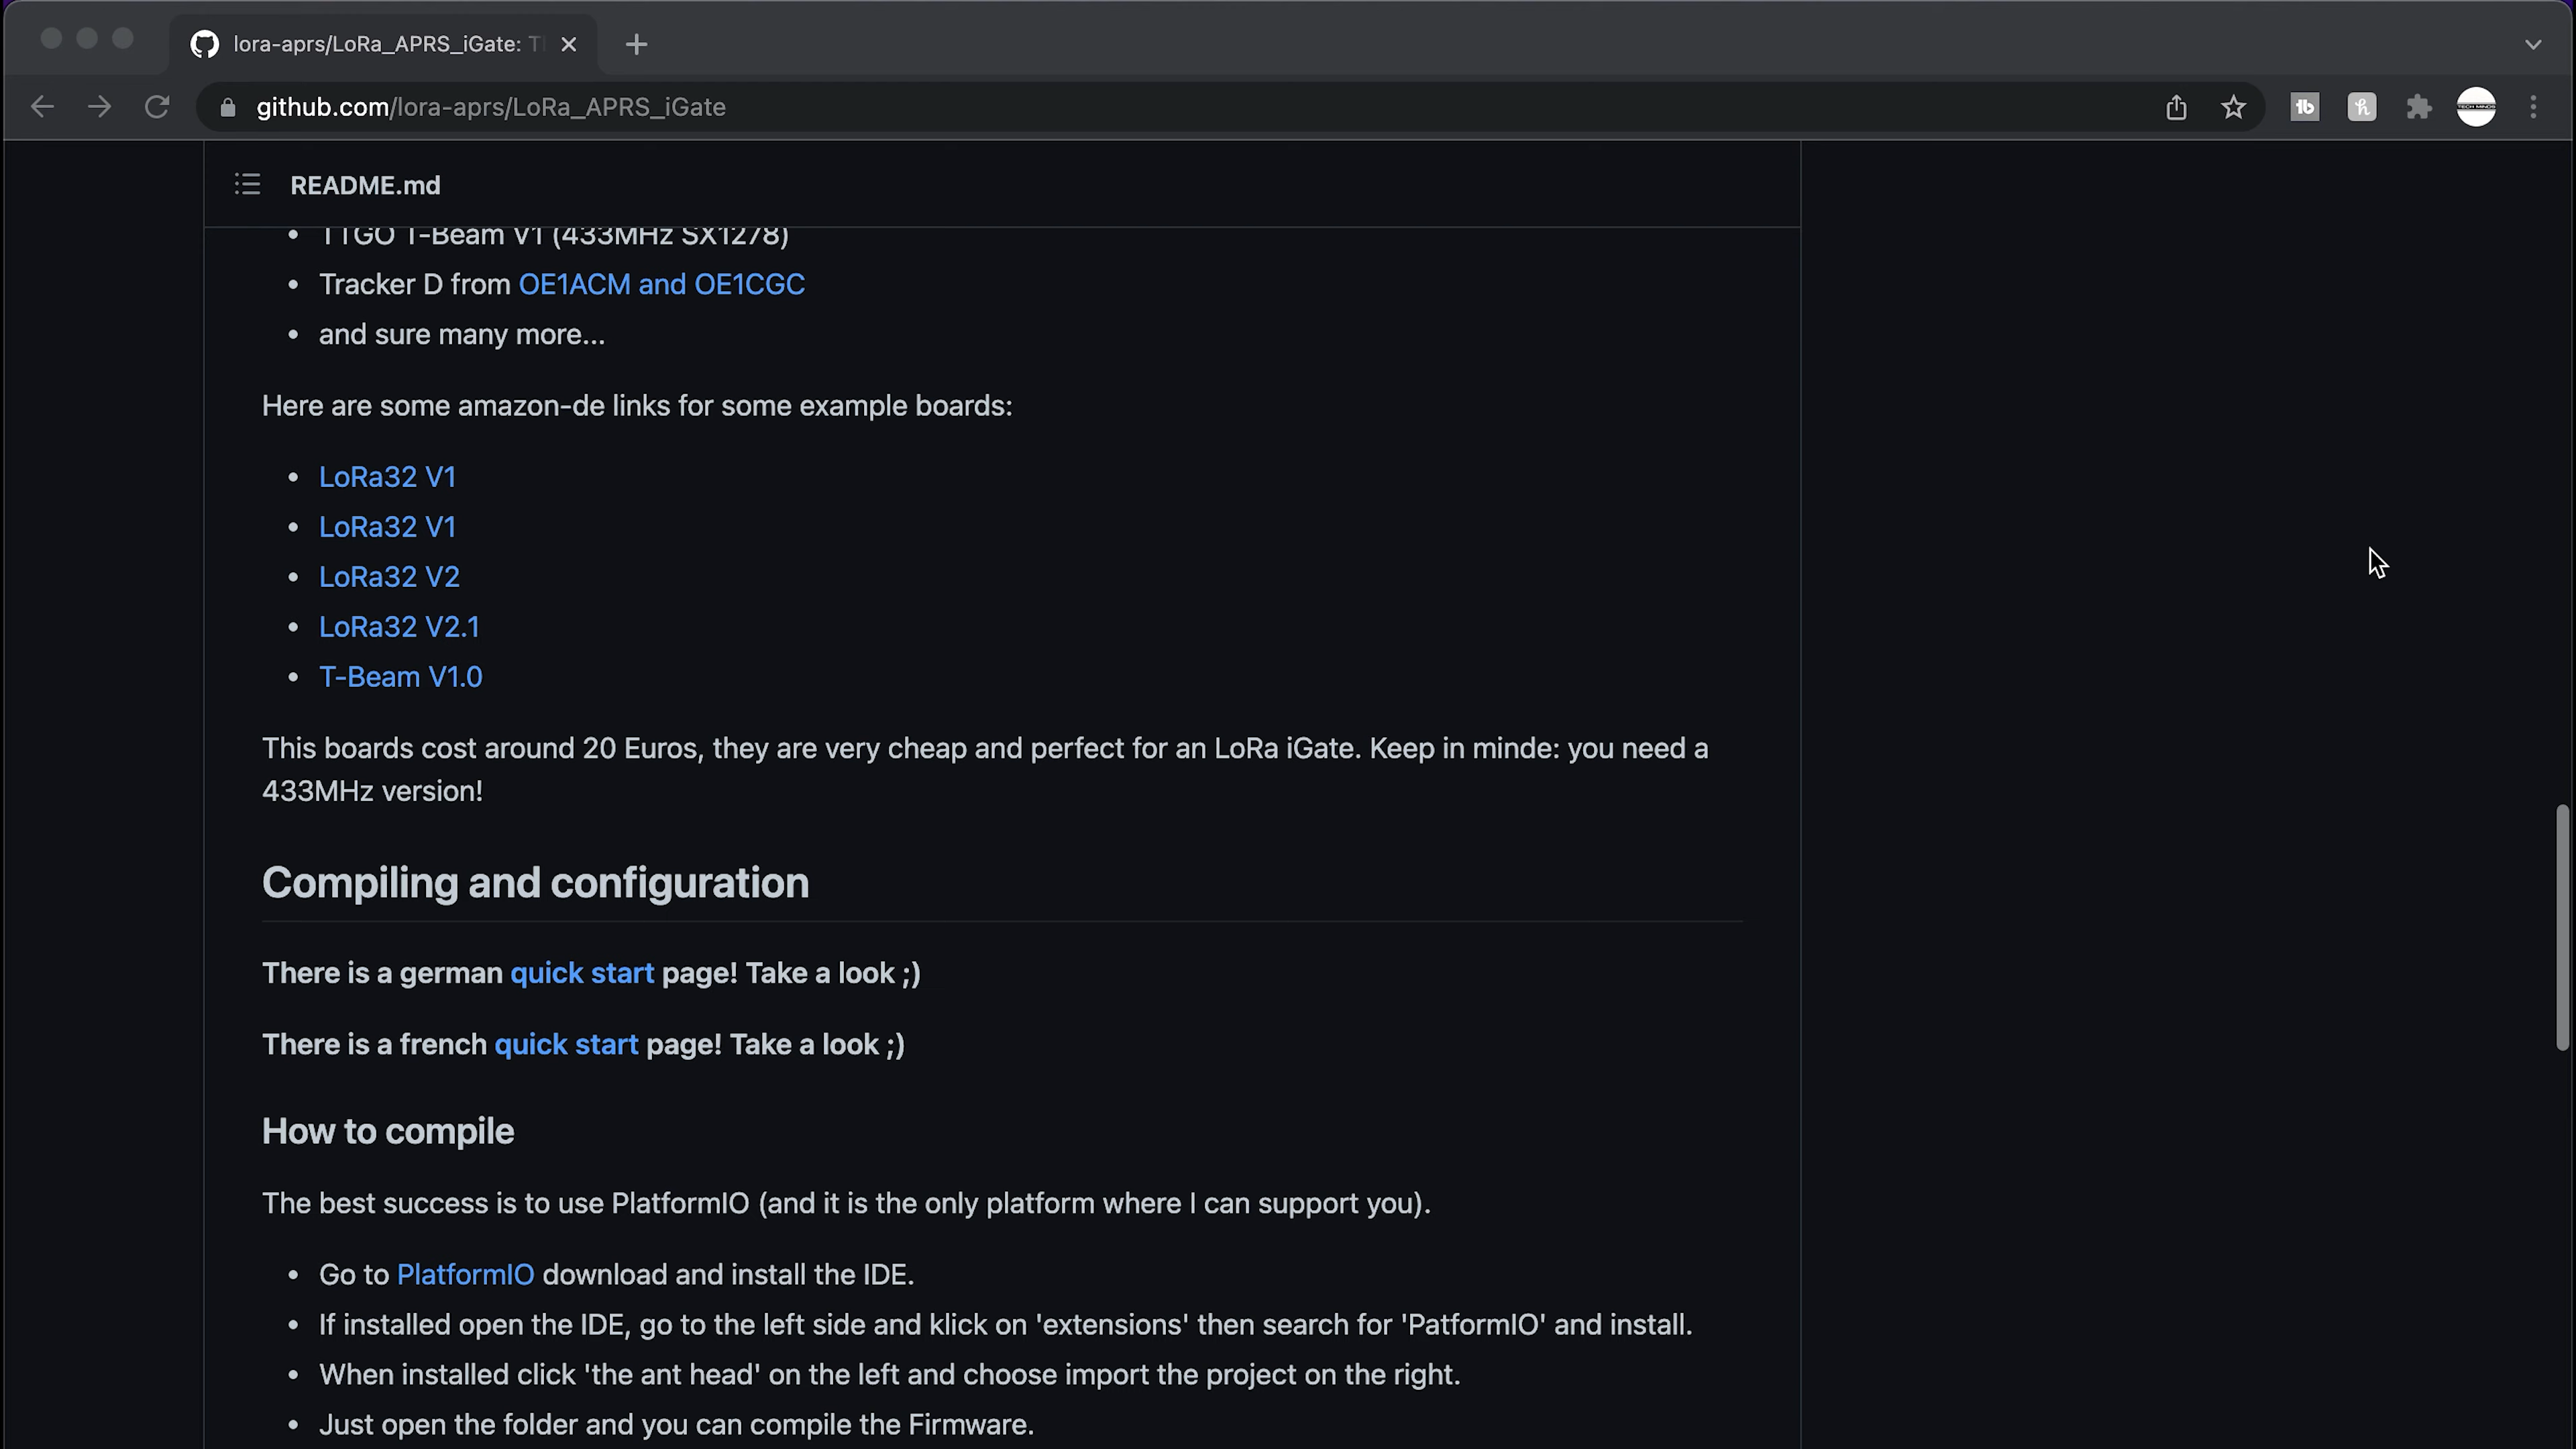 lora-aprs/LoRa_APRS_iGate: T
github.com/lora-aprs/LoRa_APRS_iGate
TECH MINDS
README.md
TTGO T-Beam V1 (433MHz SX1278)
Tracker D from OE1ACM and OE1CGC
and sure many more...
Here are some amazon-de links for some example boards:
LoRa32 V1
LoRa32 V1
LoRa32 V2
LoRa32 V2.1
T-Beam V1.0
This boards cost around 20 Euros, they are very cheap and perfect for an LoRa iGate. Keep in minde: you need a
433MHz version!
Compiling and configuration
There is a german quick start page! Take a look ;)
There is a french quick start page! Take a look ;)
How to compile
The best success is to use PlatformIO (and it is the only platform where I can support you).
Go to PlatformIO download and install the IDE.
If installed open the IDE, go to the left side and klick on 'extensions' then search for 'PatformIO' and install.
When installed click 'the ant head' on the left and choose import the project on the right.
Just open the folder and you can compile the Firmware.